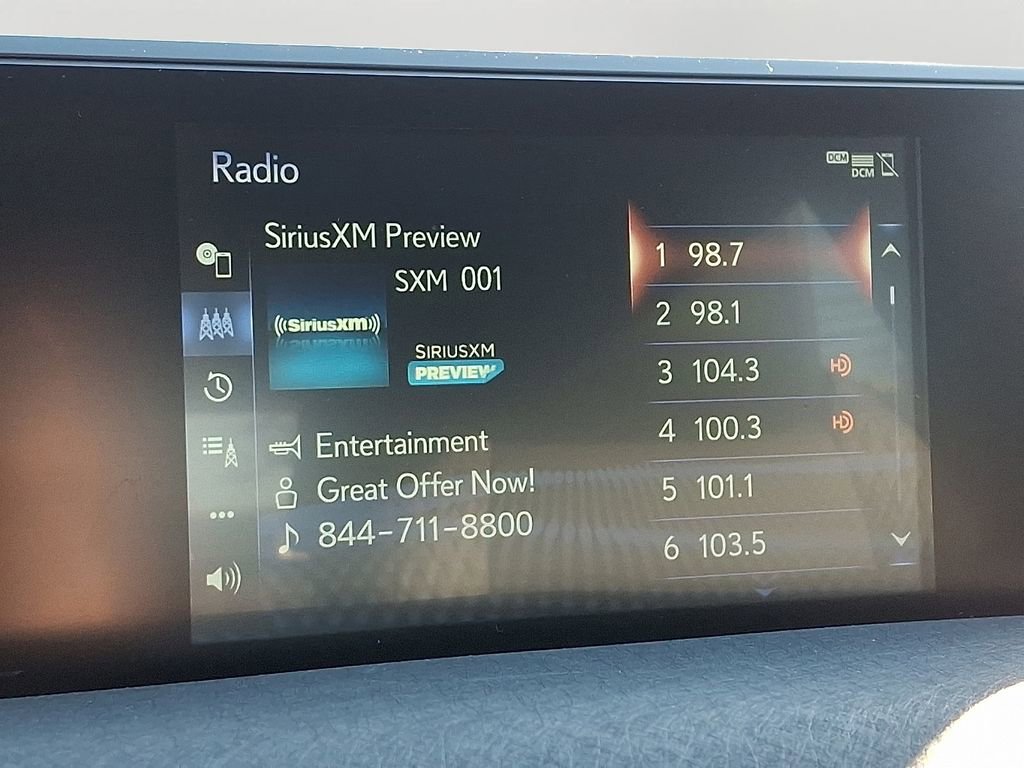 Radio
DCM
DCM
SiriusXM Preview
SXM 001
((SiriusXM))
SIRIUSXM
PREVIEW
Entertainment
Great Offer Now!
844-711-8800
1 98.7
2 98.1
3 104.3 HD
4 100.3 HD
5 101.1
6 103.5